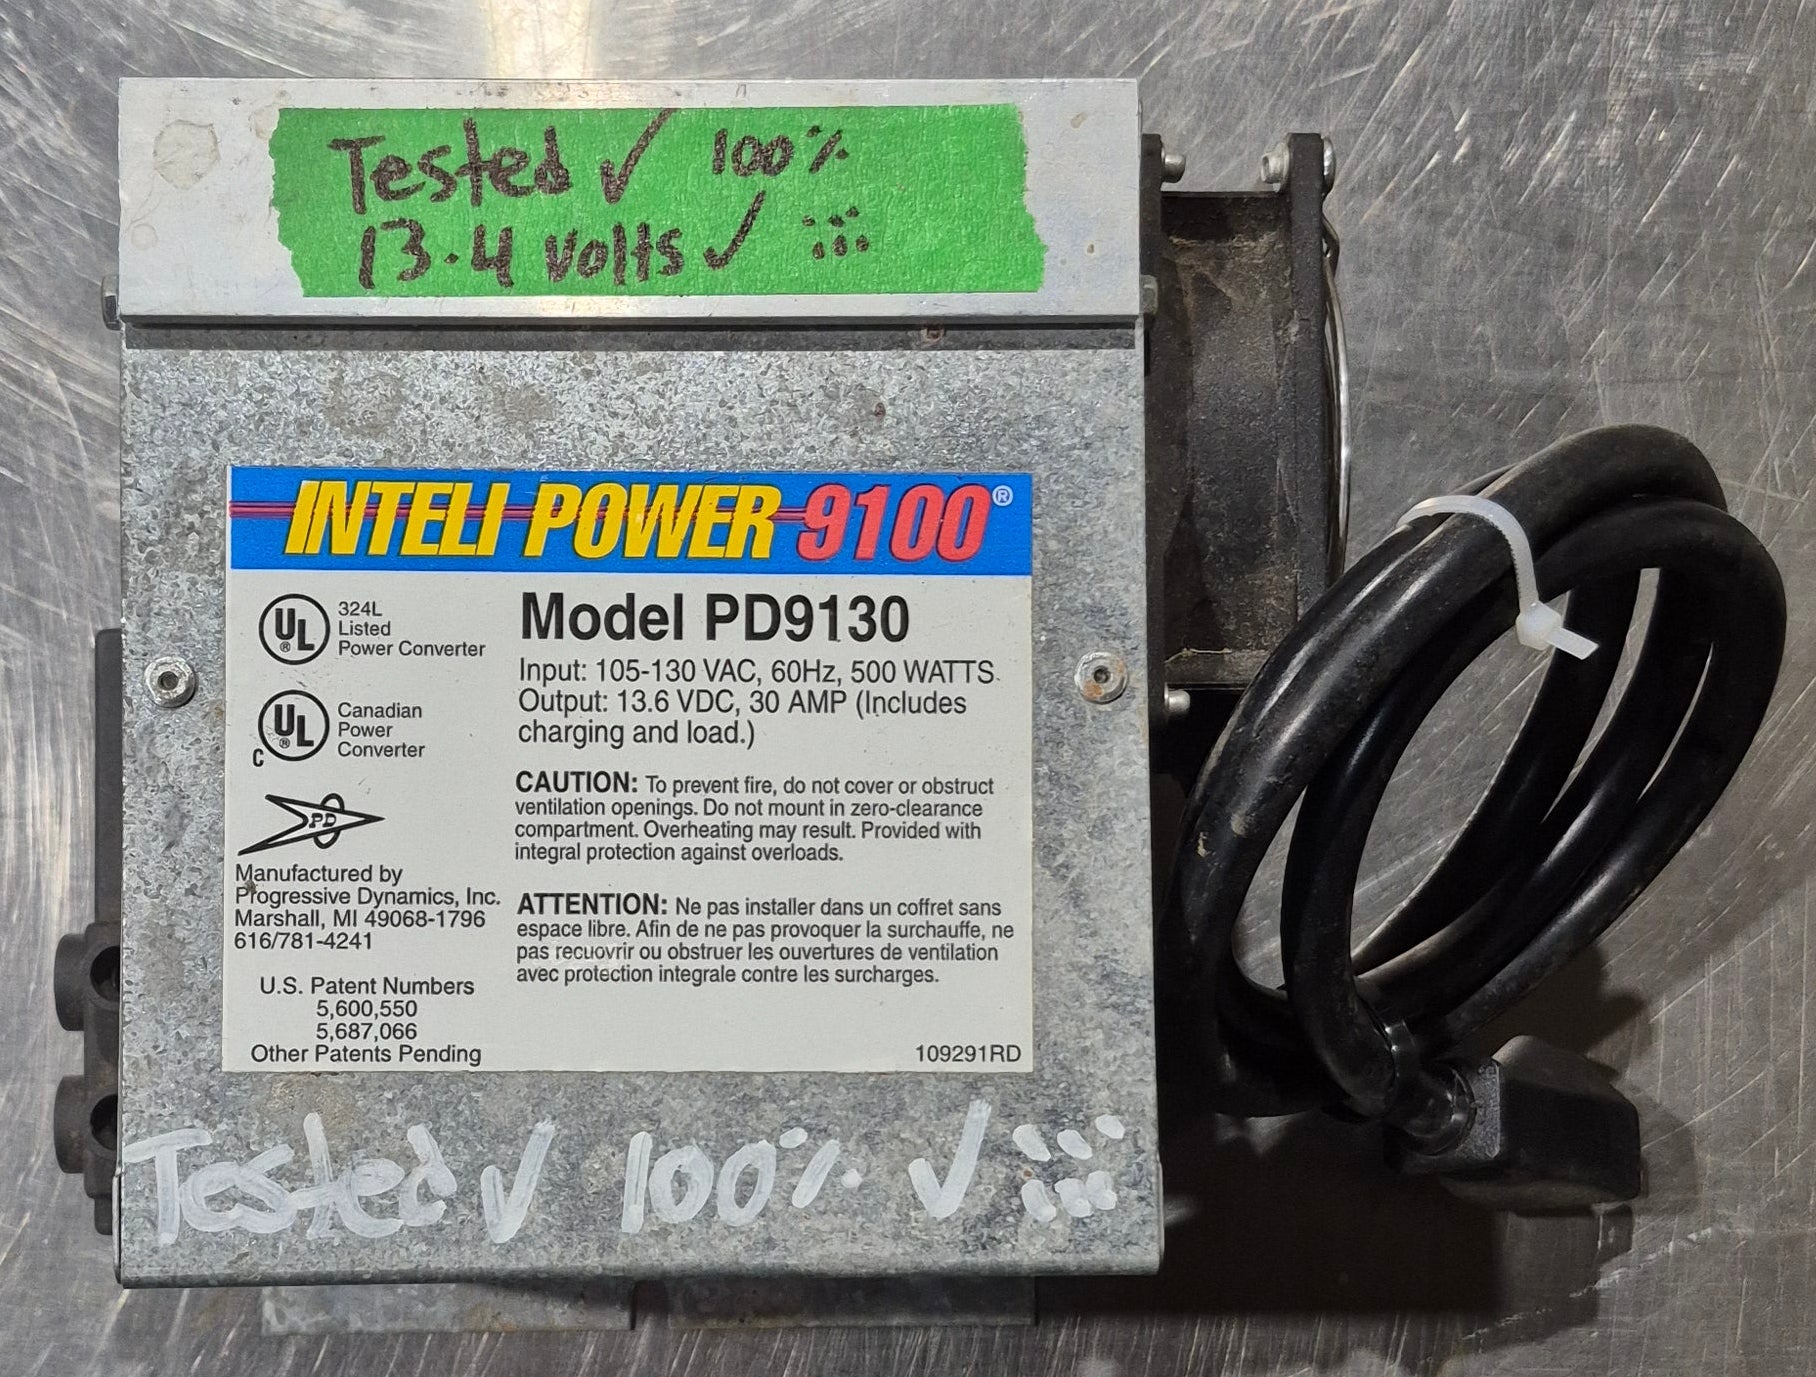 Tested ✓ 100%
13.4 volts ✓
INTELI POWER 9100®
UL® 324L
Listed
Power Converter
c UL® Canadian
Power
Converter
PD
Manufactured by
Progressive Dynamics, Inc.
Marshall, MI 49068-1796
616/781-4241
U.S. Patent Numbers
5,600,550
5,687,066
Other Patents Pending
Model PD9130
Input: 105-130 VAC, 60Hz, 500 WATTS
Output: 13.6 VDC, 30 AMP (Includes
charging and load.)
CAUTION: To prevent fire, do not cover or obstruct
ventilation openings. Do not mount in zero-clearance
compartment. Overheating may result. Provided with
integral protection against overloads.
ATTENTION: Ne pas installer dans un coffret sans
espace libre. Afin de ne pas provoquer la surchauffe, ne
pas recuovrir ou obstruer les ouvertures de ventilation
avec protection integrale contre les surcharges.
109291RD
Tested ✓ 100% ✓